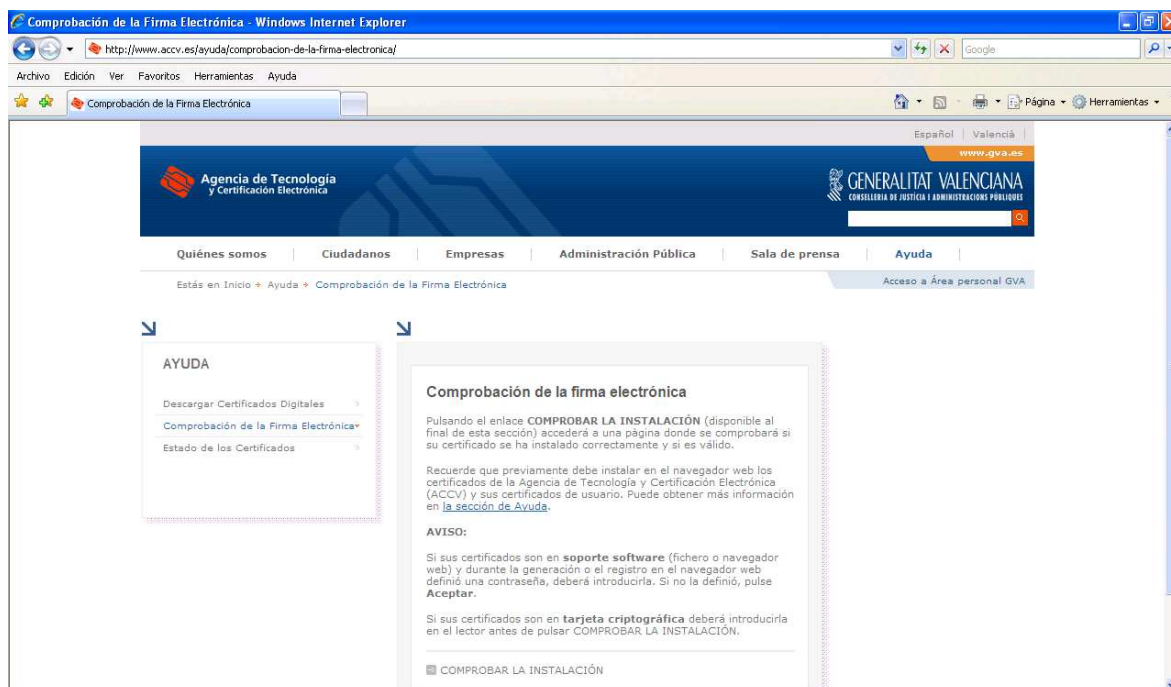 Comprobación de la Firma Electrónica - Windows Internet Explorer
http://www.accv.es/ayuda/comprobacion-de-la-firma-electronica/
Google
Archivo Edición Ver Favoritos Herramientas Ayuda
Comprobación de la Firma Electrónica
Página Herramientas
Español | Valencià |
www.gva.es
Agencia de Tecnología
y Certificación Electrónica
GENERALITAT VALENCIANA
CONSELLERIA DE JUSTÍCIA I ADMINISTRACIONS PÚBLIQUES
Quiénes somos | Ciudadanos | Empresas | Administración Pública | Sala de prensa | Ayuda |
Estás en Inicio Ayuda Comprobación de la Firma Electrónica
Acceso a Área personal GVA
AYUDA
Descargar Certificados Digitales
Comprobación de la Firma Electrónica
Estado de los Certificados
Comprobación de la firma electrónica
Pulsando el enlace COMPROBAR LA INSTALACIÓN (disponible al
final de esta sección) accederá a una página donde se comprobará si
su certificado se ha instalado correctamente y si es válido.
Recuerde que previamente debe instalar en el navegador web los
certificados de la Agencia de Tecnología y Certificación Electrónica
(ACCV) y sus certificados de usuario. Puede obtener más información
en la sección de Ayuda.
AVISO:
Si sus certificados son en soporte software (fichero o navegador
web) y durante la generación o el registro en el navegador web
definió una contraseña, deberá introducirla. Si no la definió, pulse
Aceptar.
Si sus certificados son en tarjeta criptográfica deberá introducirla
en el lector antes de pulsar COMPROBAR LA INSTALACIÓN.
COMPROBAR LA INSTALACIÓN